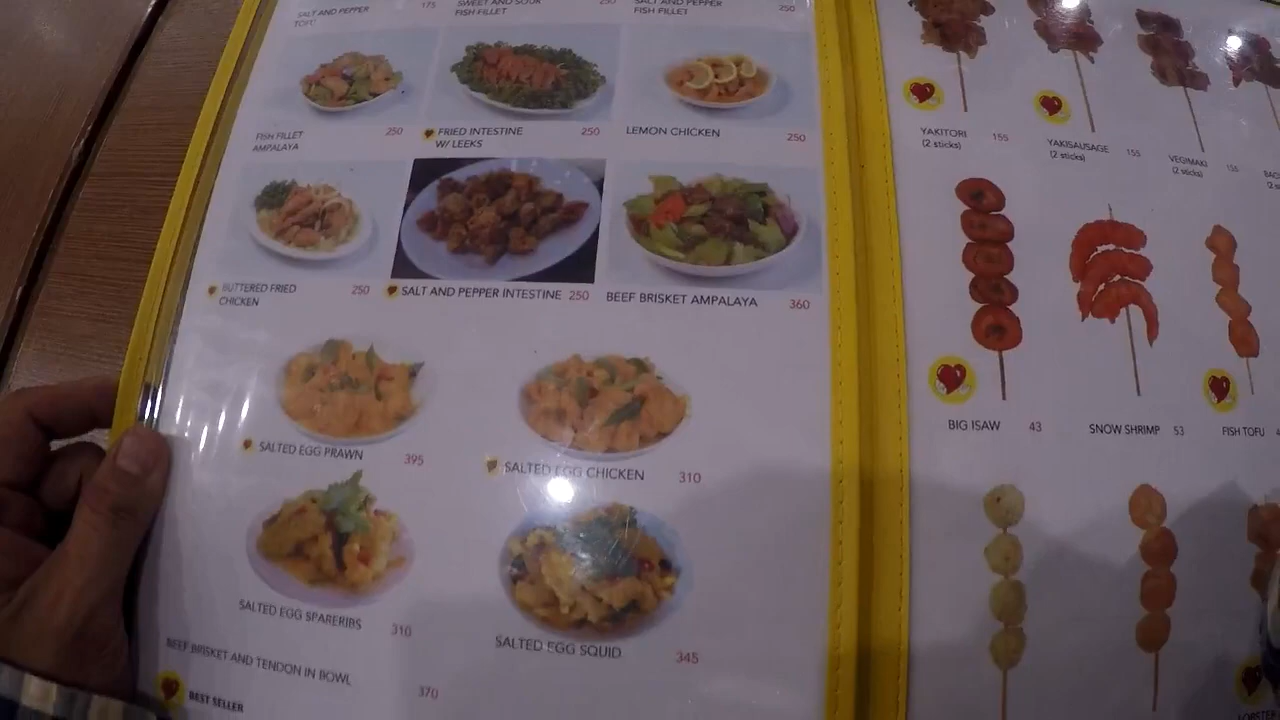 SALT AND PEPPER
TOFU
175
SWEET AND SOUR
FISH FILLET
250
SALT AND PEPPER
FISH FILLET
250
FISH FILLET
AMPALAYA
250
FRIED INTESTINE
W/ LEEKS
250
LEMON CHICKEN
250
BUTTERED FRIED
CHICKEN
250
SALT AND PEPPER INTESTINE 250
BEEF BRISKET AMPALAYA 360
SALTED EGG PRAWN 395
SALTED EGG CHICKEN 310
SALTED EGG SPARERIBS 310
SALTED EGG SQUID 345
BEEF BRISKET AND TENDON IN BOWL 370
BEST SELLER
YAKITORI 155
(2 sticks)
YAKISAUSAGE 155
(2 sticks)
VEGIMAKI 155
(2 sticks)
BIG ISAW 43
SNOW SHRIMP 53
FISH TOFU
LOBSTER